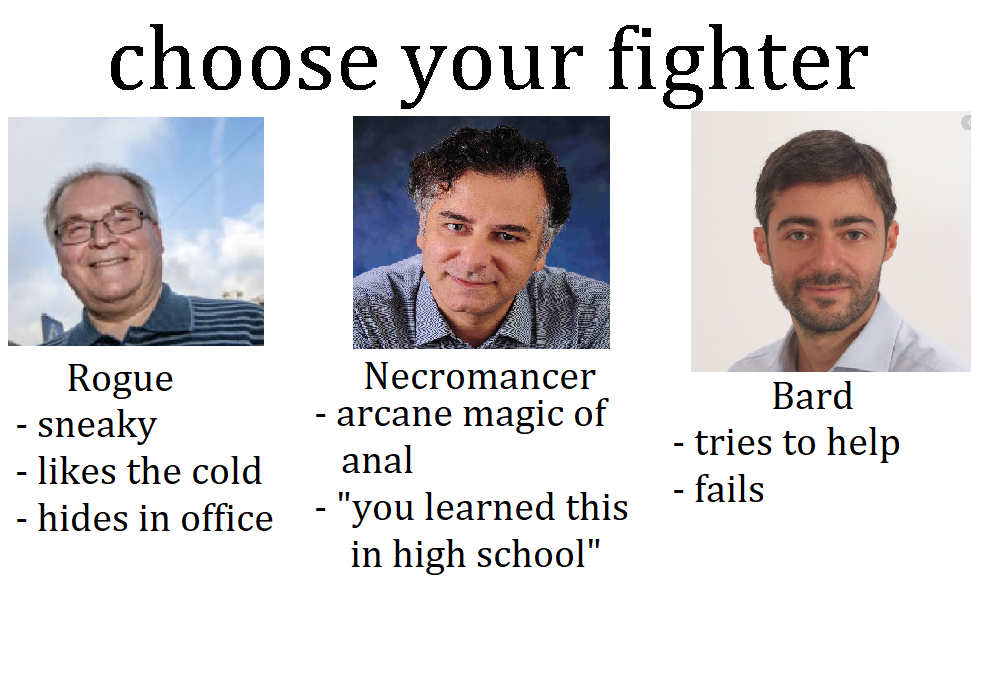 choose your fighter
Rogue
- sneaky
- likes the cold
- hides in office
Necromancer
- arcane magic of
anal
- "you learned this
in high school"
Bard
- tries to help
- fails